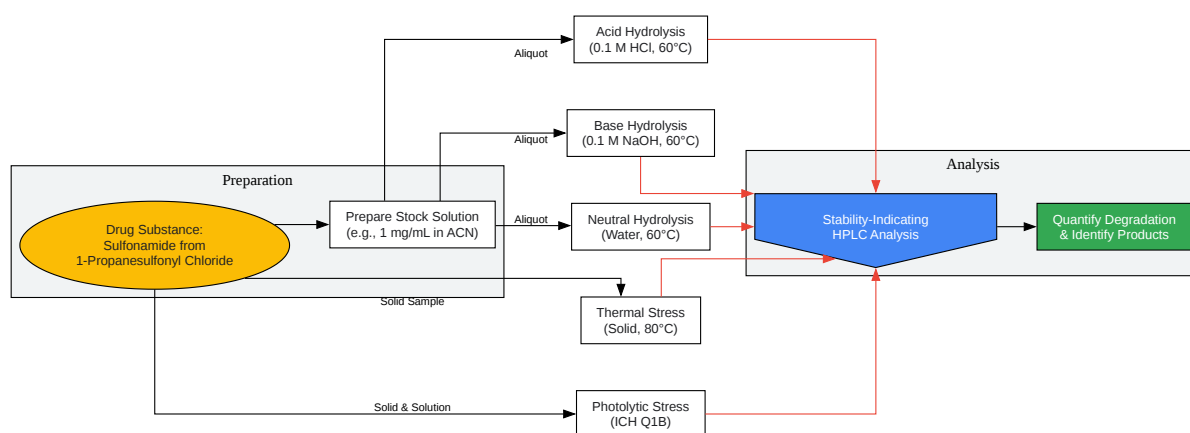 Acid Hydrolysis
(0.1 M HCl, 60°C)
Aliquot
Base Hydrolysis
(0.1 M NaOH, 60°C)
Aliquot
Preparation
Analysis
Drug Substance:
Sulfonamide from
1-Propanesulfonyl Chloride
Prepare Stock Solution
(e.g., 1 mg/mL in ACN)
Aliquot
Neutral Hydrolysis
(Water, 60°C)
Stability-Indicating
HPLC Analysis
Quantify Degradation
& Identify Products
Solid Sample
Thermal Stress
(Solid, 80°C)
Solid & Solution
Photolytic Stress
(ICH Q1B)